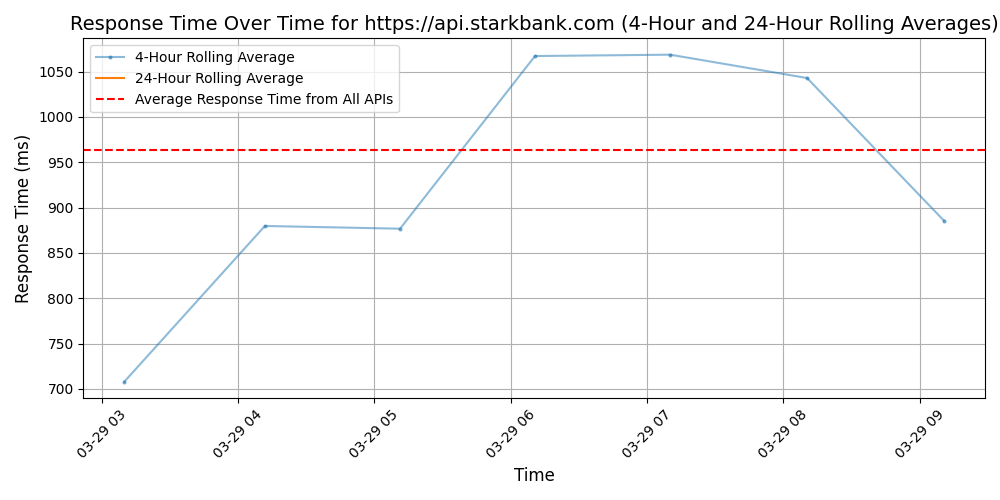 Response Time Over Time for https://api.starkbank.com (4-Hour and 24-Hour Rolling Averages)
4-Hour Rolling Average
24-Hour Rolling Average
Average Response Time from All APIs
Response Time (ms)
1050
1000
950
900
850
800
750
700
03-29 03
03-29 04
03-29 05
03-29 06
03-29 07
03-29 08
03-29 09
Time